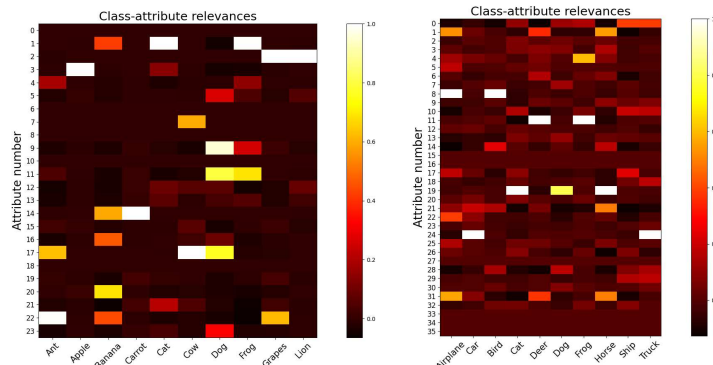 Class-attribute relevances
Attribute number
0
1
2
3
4
5
6
7
8
9
10
11
12
13
14
15
16
17
18
19
20
21
22
23
Ant
Apple
Banana
Carrot
Cat
Cow
Dog
Frog
Grapes
Lion
1.0
0.8
0.6
0.4
0.2
0.0
Class-attribute relevances
Attribute number
0
1
2
3
4
5
6
7
8
9
10
11
12
13
14
15
16
17
18
19
20
21
22
23
24
25
26
27
28
29
30
31
32
33
34
35
Airplane
Car
Bird
Cat
Deer
Dog
Frog
Horse
Ship
Truck